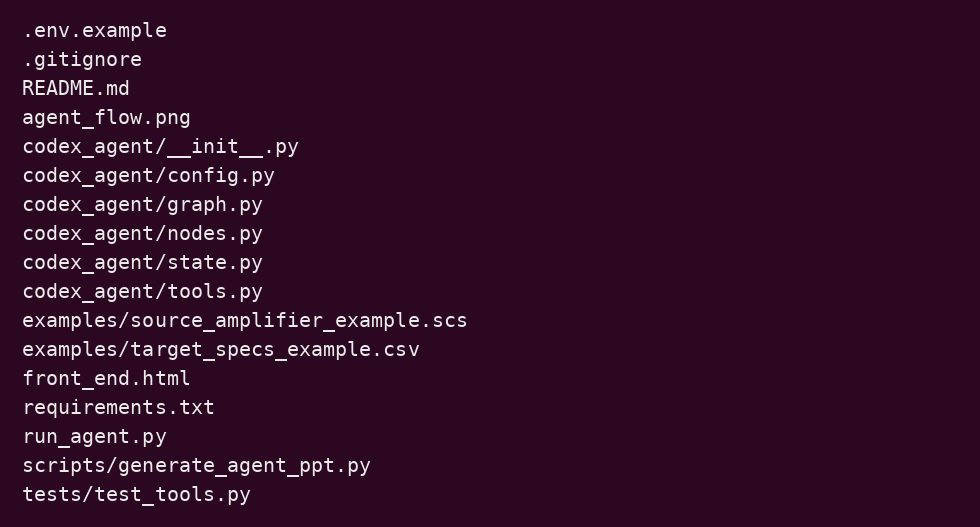 .env.example
.gitignore
README.md
agent_flow.png
codex_agent/__init__.py
codex_agent/config.py
codex_agent/graph.py
codex_agent/nodes.py
codex_agent/state.py
codex_agent/tools.py
examples/source_amplifier_example.scs
examples/target_specs_example.csv
front_end.html
requirements.txt
run_agent.py
scripts/generate_agent_ppt.py
tests/test_tools.py